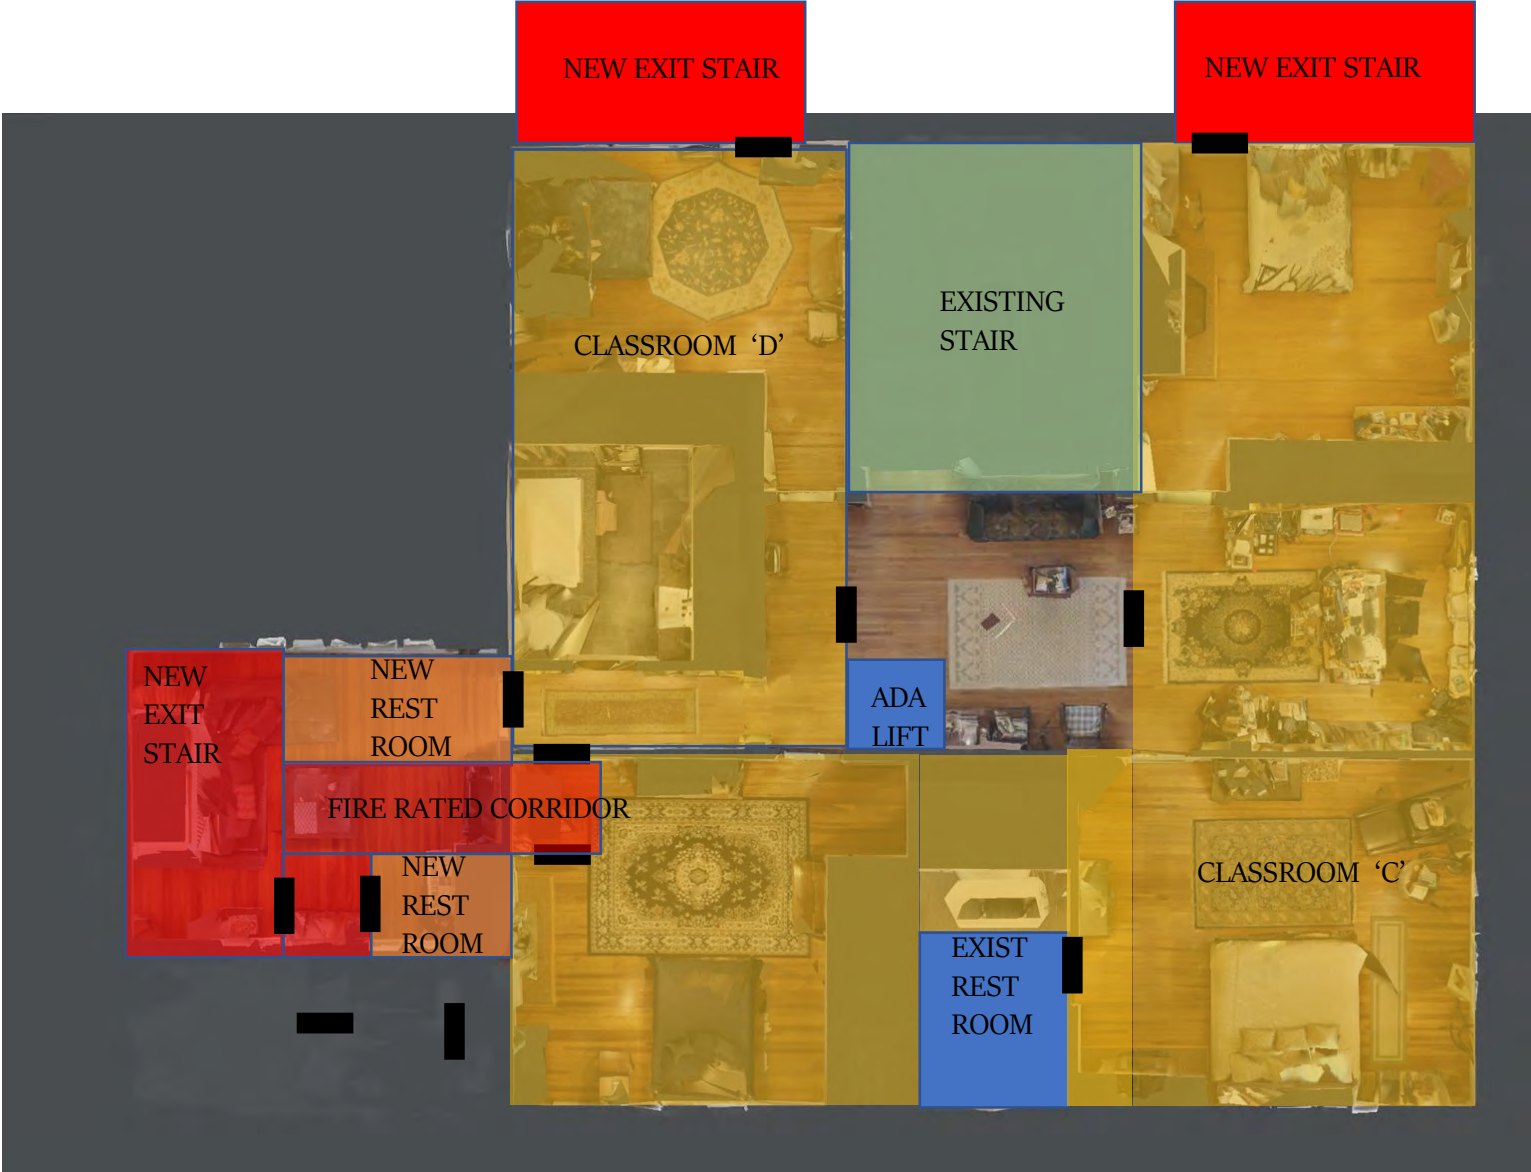 NEW EXIT STAIR
NEW EXIT STAIR
EXISTING
STAIR
CLASSROOM ‘D’
NEW
EXIT
STAIR
NEW
REST
ROOM
ADA
LIFT
FIRE RATED CORRIDOR
NEW
REST
ROOM
CLASSROOM ‘C’
EXIST
REST
ROOM